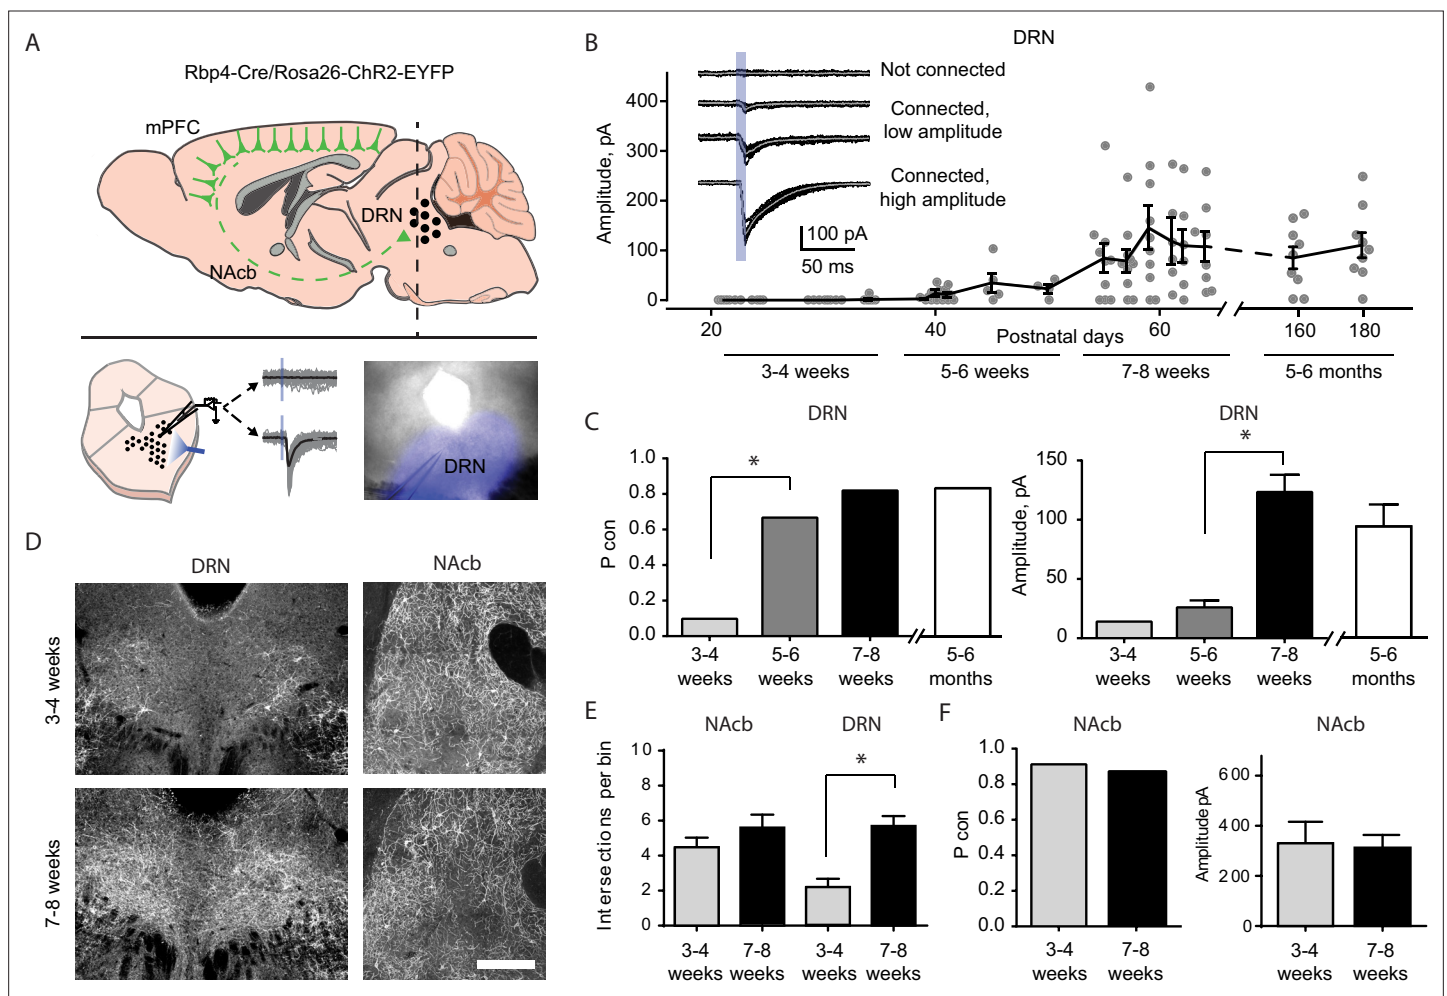 A
Rbp4-Cre/Rosa26-ChR2-EYFP
mPFC
DRN
NAcb
DRN
B
DRN
Not connected
Connected,
low amplitude
Connected,
high amplitude
100 pA
50 ms
Amplitude, pA
400
300
200
100
0
20
40
60
160
180
Postnatal days
3-4 weeks
5-6 weeks
7-8 weeks
5-6 months
C
DRN
P con
1.0
0.8
0.6
0.4
0.2
0.0
*
3-4
weeks
5-6
weeks
7-8
weeks
5-6
months
DRN
Amplitude, pA
150
100
50
0
*
3-4
weeks
5-6
weeks
7-8
weeks
5-6
months
D
DRN
NAcb
3-4 weeks
7-8 weeks
E
NAcb
DRN
Intersections per bin
10
8
6
4
2
0
*
3-4
weeks
7-8
weeks
3-4
weeks
7-8
weeks
F
NAcb
P con
1.0
0.8
0.6
0.4
0.2
0.0
3-4
weeks
7-8
weeks
NAcb
Amplitude pA
600
400
200
0
3-4
weeks
7-8
weeks